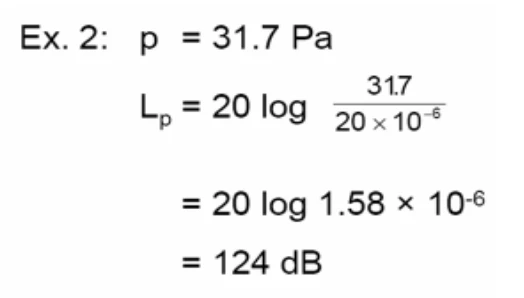 Ex. 2: p = 31.7 Pa
Lₚ = 20 log 31.7 / 20 × 10⁻⁶
= 20 log 1.58 × 10⁻⁶
= 124 dB